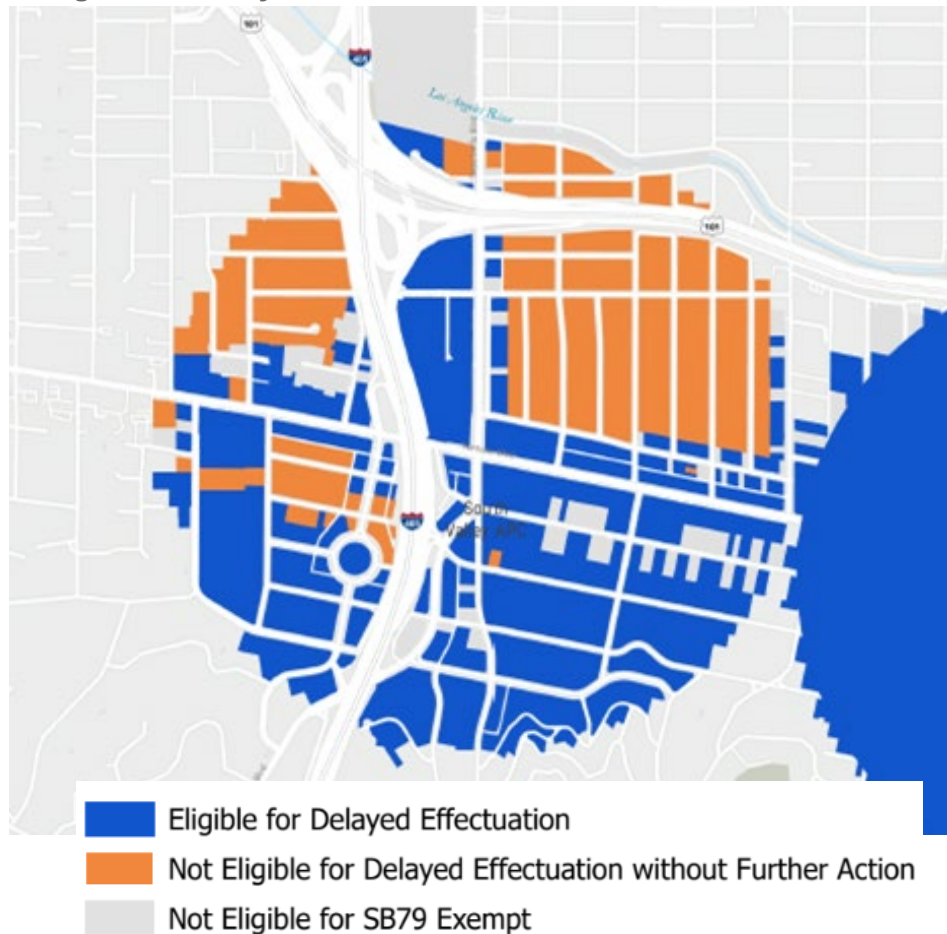 101
405
Los Angeles River
101
405
South
Valley APC
Eligible for Delayed Effectuation
Not Eligible for Delayed Effectuation without Further Action
Not Eligible for SB79 Exempt